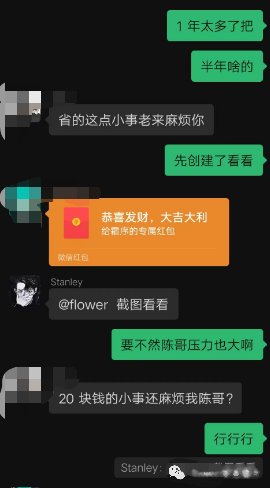 1 年太多了把
半年啥的
省的这点小事老来麻烦你
先创建了看看
恭喜发财，大吉大利
给霜序的专属红包
微信红包
Stanley
@flower 截图看看
要不然陈哥压力也大啊
20 块钱的小事还麻烦我陈哥？
行行行
Stanley: